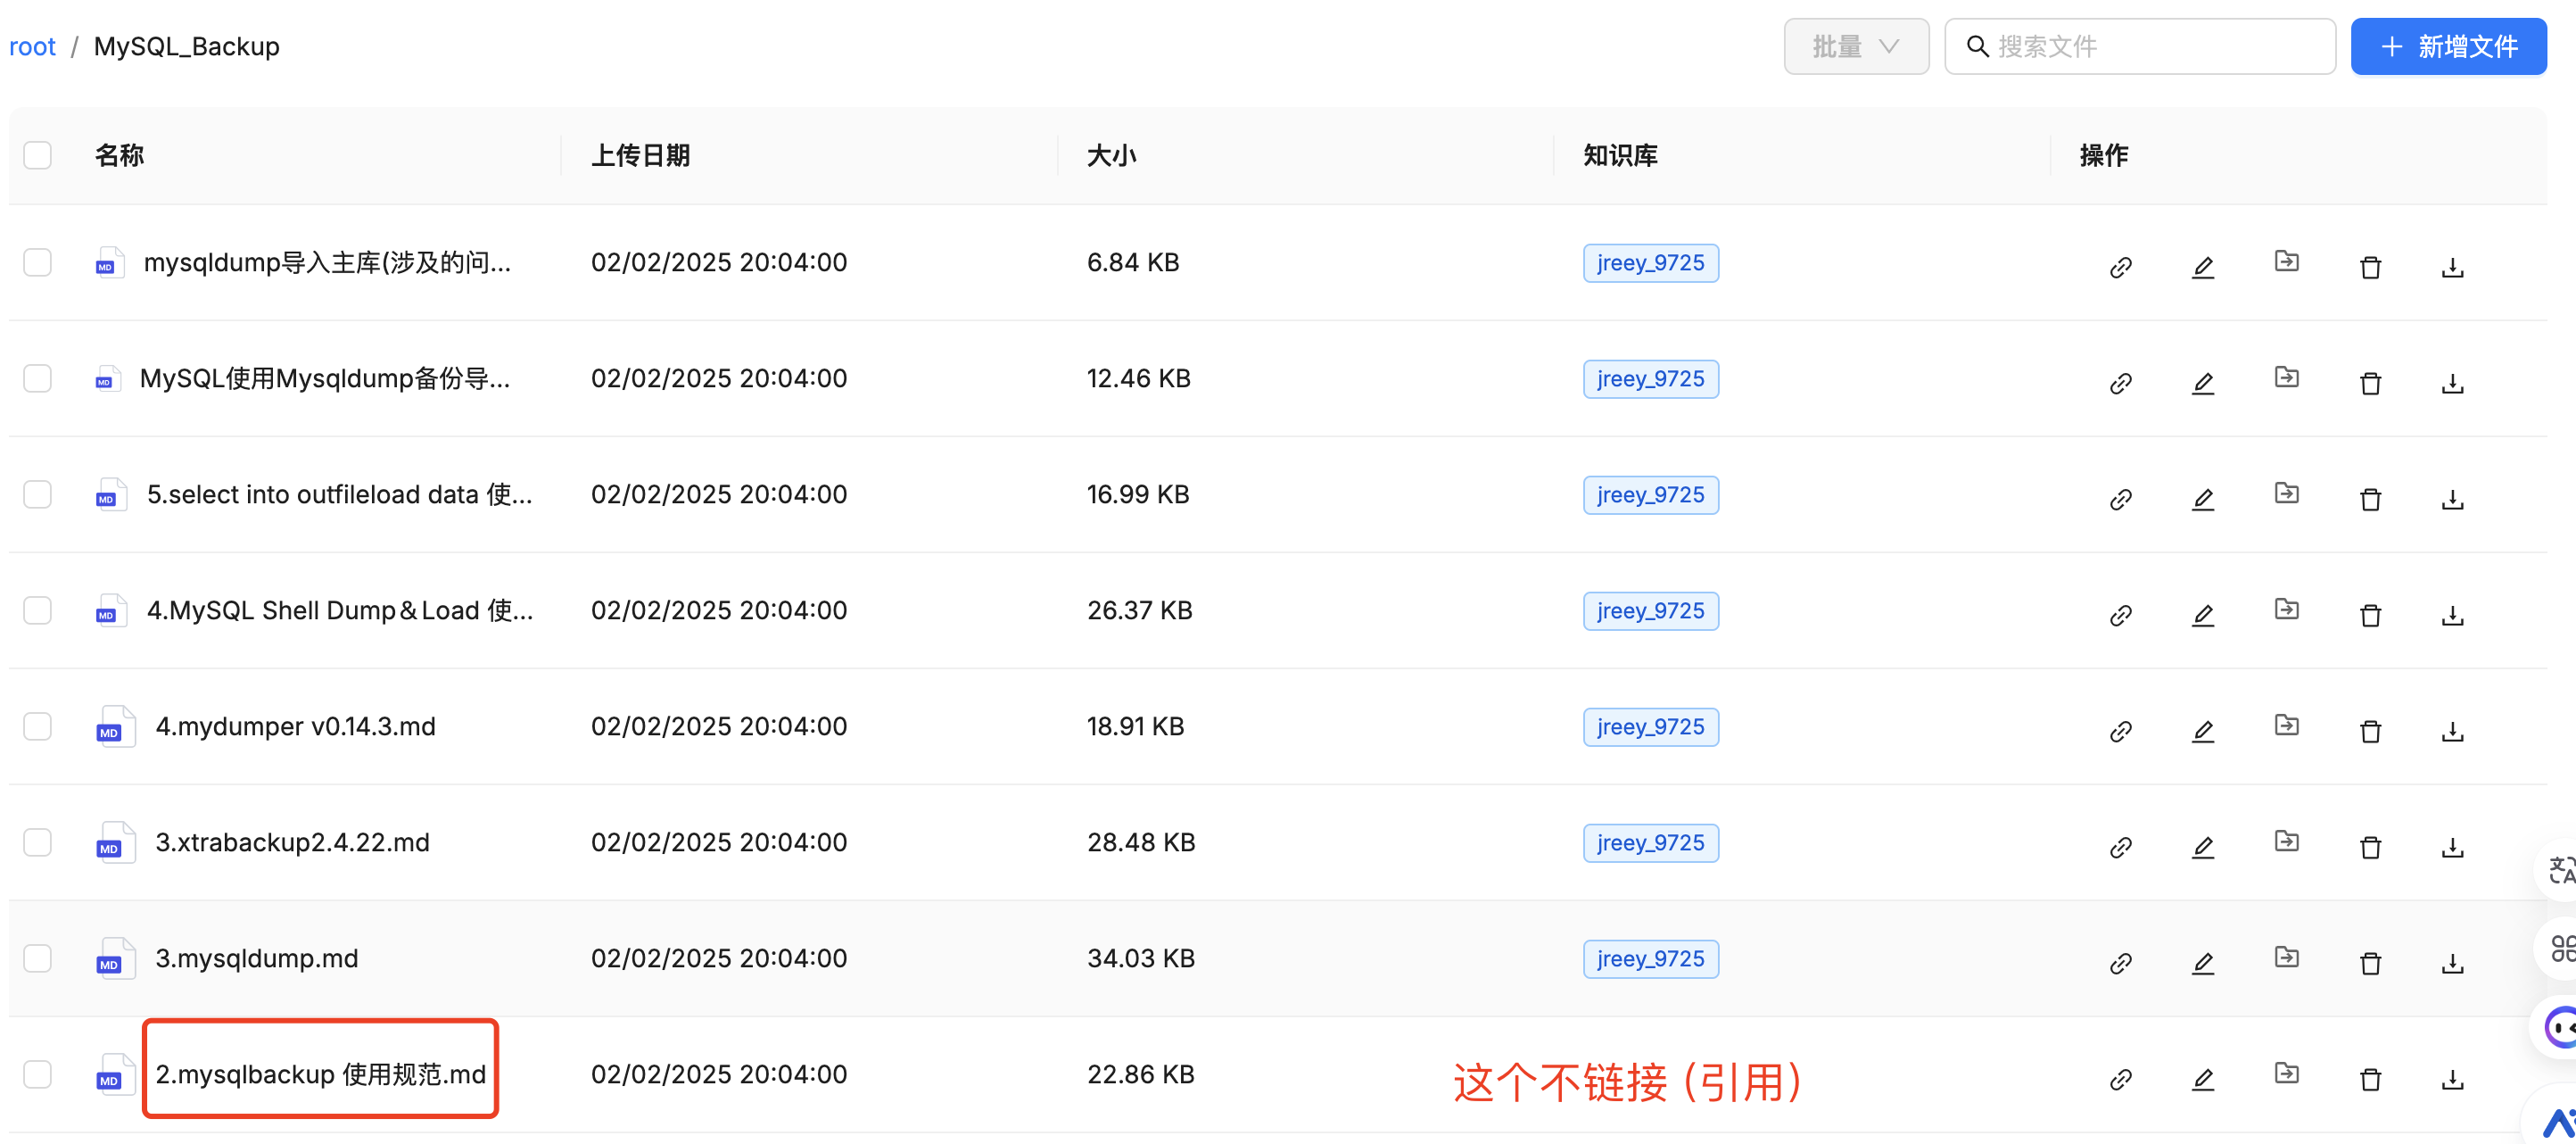 root / MySQL_Backup
批量
搜索文件
新增文件
名称 上传日期 大小 知识库 操作
MD mysqldump导入主库(涉及的问... 02/02/2025 20:04:00 6.84 KB jreey_9725
MD MySQL使用Mysqldump备份导... 02/02/2025 20:04:00 12.46 KB jreey_9725
MD 5.select into outfileload data 使... 02/02/2025 20:04:00 16.99 KB jreey_9725
MD 4.MySQL Shell Dump＆Load 使... 02/02/2025 20:04:00 26.37 KB jreey_9725
MD 4.mydumper v0.14.3.md 02/02/2025 20:04:00 18.91 KB jreey_9725
MD 3.xtrabackup2.4.22.md 02/02/2025 20:04:00 28.48 KB jreey_9725
MD 3.mysqldump.md 02/02/2025 20:04:00 34.03 KB jreey_9725
MD 2.mysqlbackup 使用规范.md 02/02/2025 20:04:00 22.86 KB 这个不链接 (引用)